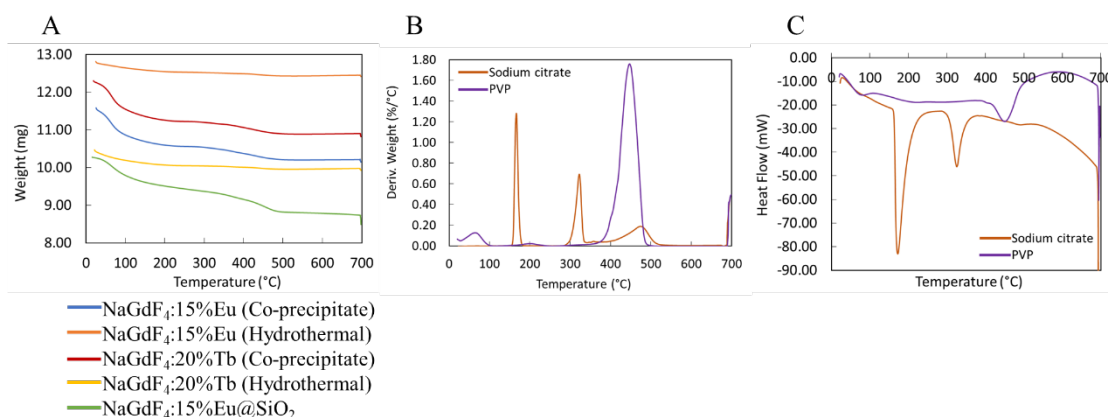 A
13.00
12.00
11.00
10.00
9.00
8.00
Weight (mg)
0 100 200 300 400 500 600 700
Temperature (°C)
B
1.80
1.60
1.40
1.20
1.00
0.80
0.60
0.40
0.20
0.00
Deriv. Weight (%/°C)
Sodium citrate
PVP
0 100 200 300 400 500 600 700
Temperature (°C)
C
0.00
-10.00
-20.00
-30.00
-40.00
-50.00
-60.00
-70.00
-80.00
-90.00
Heat Flow (mW)
0 100 200 300 400 500 600 700
Sodium citrate
PVP
Temperature (°C)
NaGdF₄:15%Eu (Co-precipitate)
NaGdF₄:15%Eu (Hydrothermal)
NaGdF₄:20%Tb (Co-precipitate)
NaGdF₄:20%Tb (Hydrothermal)
NaGdF₄:15%Eu@SiO₂